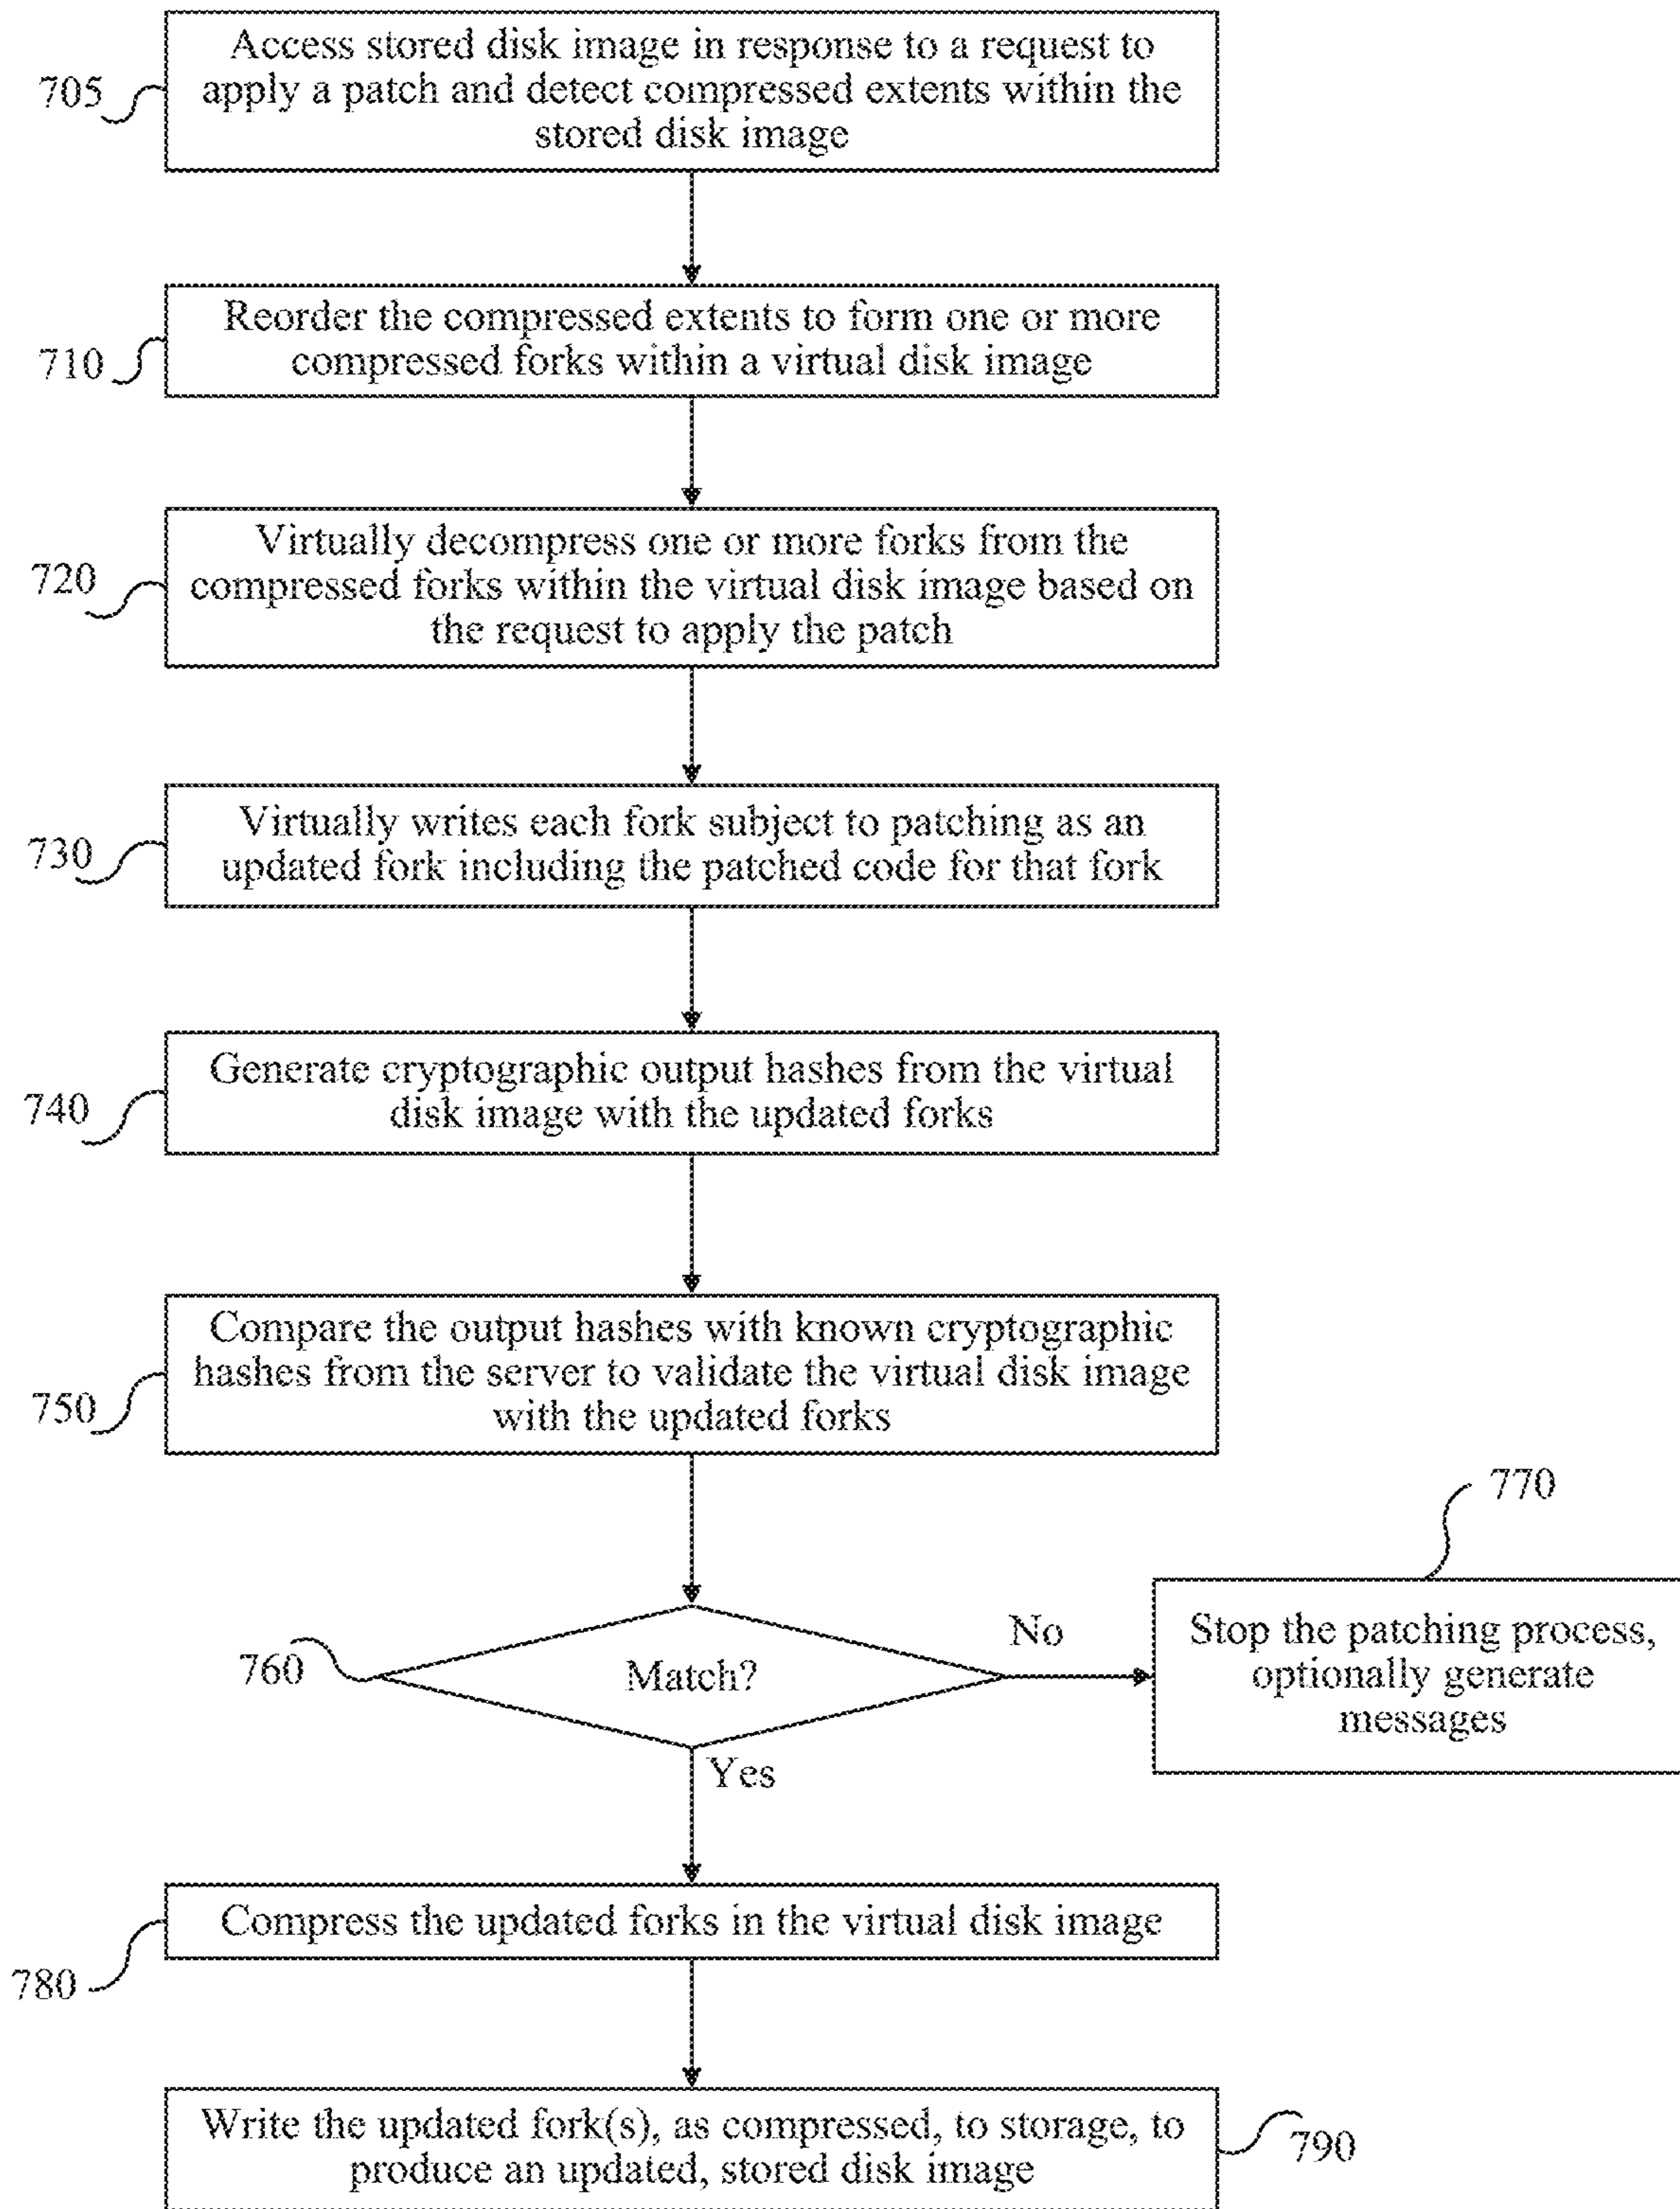 Access stored disk image in response to a request to
apply a patch and detect compressed extents within the
stored disk image
705
Reorder the compressed extents to form one or more
compressed forks within a virtual disk image
710
Virtually decompress one or more forks from the
compressed forks within the virtual disk image based on
the request to apply the patch
720
Virtually writes each fork subject to patching as an
updated fork including the patched code for that fork
730
Generate cryptographic output hashes from the virtual
disk image with the updated forks
740
Compare the output hashes with known cryptographic
hashes from the server to validate the virtual disk image
with the updated forks
750
770
No
Stop the patching process,
optionally generate
messages
760
Match?
Yes
Compress the updated forks in the virtual disk image
780
Write the updated fork(s), as compressed, to storage, to
produce an updated, stored disk image
790